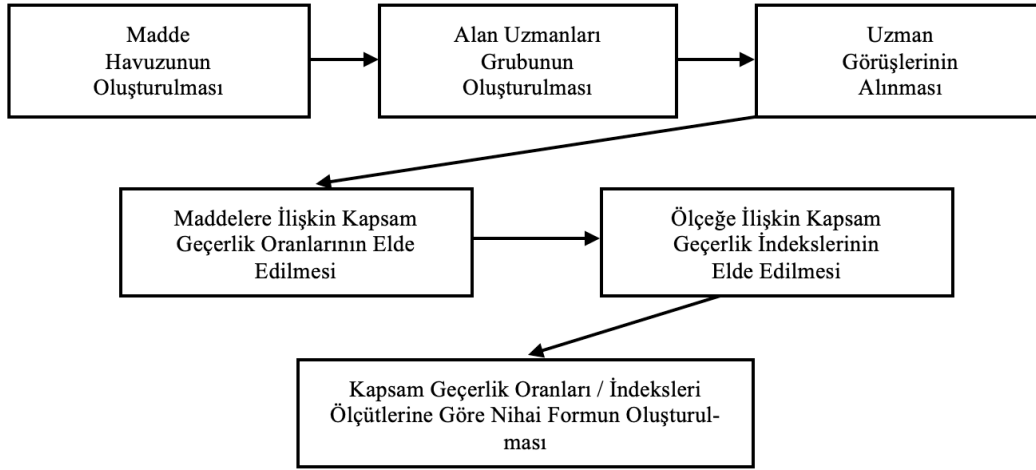 Madde
Havuzunun
Oluşturulması
Alan Uzmanları
Grubunun
Oluşturulması
Uzman
Görüşlerinin
Alınması
Maddelere İlişkin Kapsam
Geçerlik Oranlarının Elde
Edilmesi
Ölçeğe İlişkin Kapsam
Geçerlik İndekslerinin
Elde Edilmesi
Kapsam Geçerlik Oranları / İndeksleri
Ölçütlerine Göre Nihai Formun Oluşturul-
ması